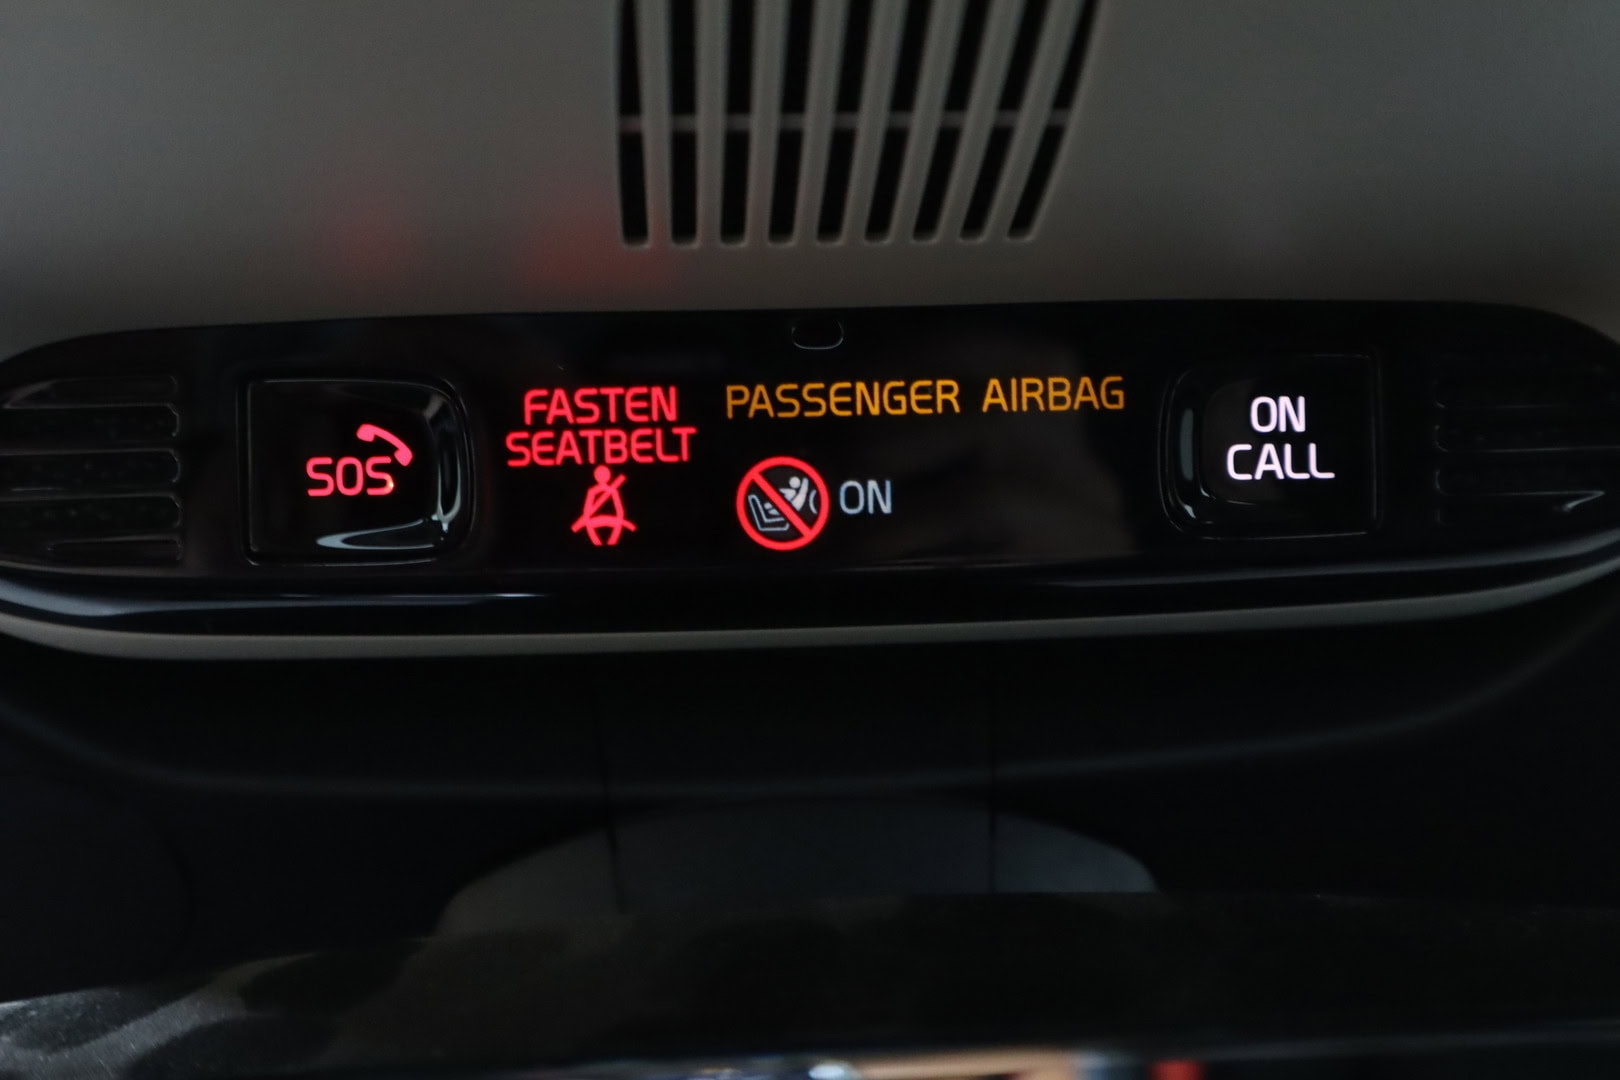 SOS
FASTEN
SEATBELT
PASSENGER AIRBAG
ON
ON
CALL